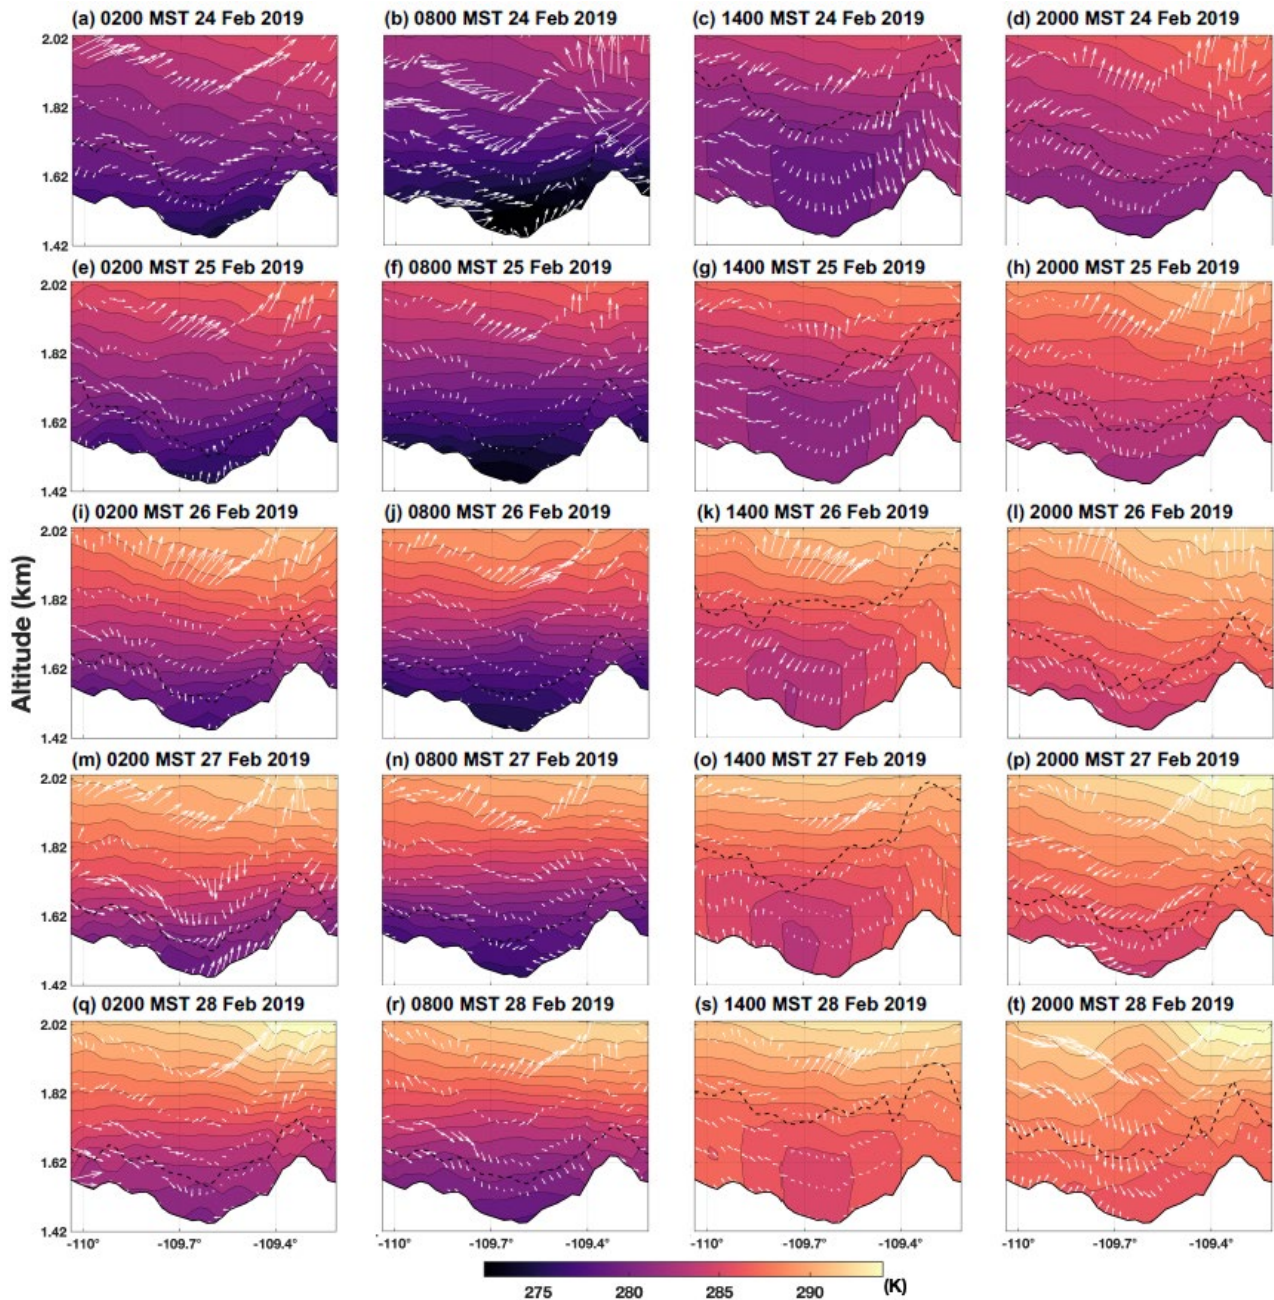 (a) 0200 MST 24 Feb 2019
(b) 0800 MST 24 Feb 2019
(c) 1400 MST 24 Feb 2019
(d) 2000 MST 24 Feb 2019
2.02
1.82
1.62
1.42
(e) 0200 MST 25 Feb 2019
(f) 0800 MST 25 Feb 2019
(g) 1400 MST 25 Feb 2019
(h) 2000 MST 25 Feb 2019
2.02
1.82
1.62
1.42
(i) 0200 MST 26 Feb 2019
(j) 0800 MST 26 Feb 2019
(k) 1400 MST 26 Feb 2019
(l) 2000 MST 26 Feb 2019
Altitude (km)
2.02
1.82
1.62
1.42
(m) 0200 MST 27 Feb 2019
(n) 0800 MST 27 Feb 2019
(o) 1400 MST 27 Feb 2019
(p) 2000 MST 27 Feb 2019
2.02
1.82
1.62
1.42
(q) 0200 MST 28 Feb 2019
(r) 0800 MST 28 Feb 2019
(s) 1400 MST 28 Feb 2019
(t) 2000 MST 28 Feb 2019
2.02
1.82
1.62
1.42
-110° -109.7° -109.4°
-110° -109.7° -109.4°
-110° -109.7° -109.4°
-110° -109.7° -109.4°
275 280 285 290 (K)